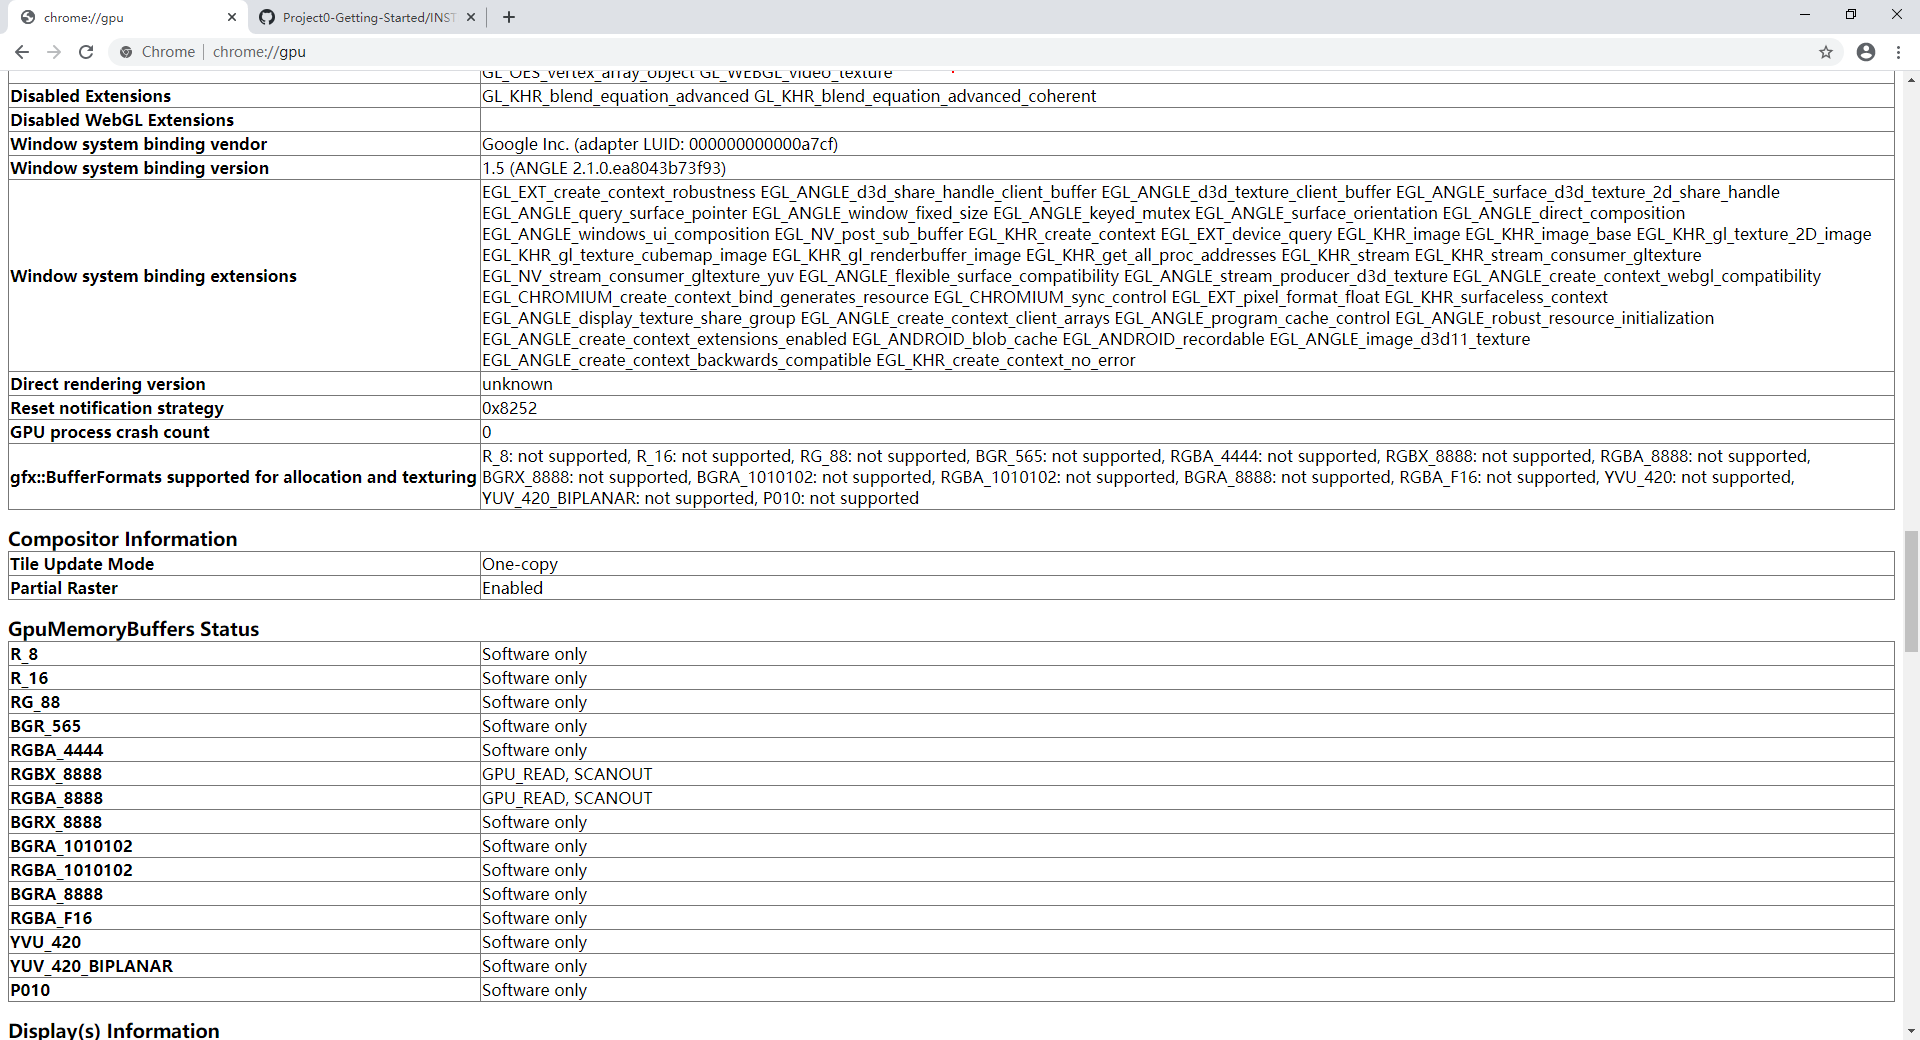 chrome://gpu
Project0-Getting-Started/INST
Chrome | chrome://gpu
GL_OES_vertex_array_object GL_WEBGL_video_texture
Disabled Extensions GL_KHR_blend_equation_advanced GL_KHR_blend_equation_advanced_coherent
Disabled WebGL Extensions
Window system binding vendor Google Inc. (adapter LUID: 000000000000a7cf)
Window system binding version 1.5 (ANGLE 2.1.0.ea8043b73f93)
Window system binding extensions
EGL_EXT_create_context_robustness EGL_ANGLE_d3d_share_handle_client_buffer EGL_ANGLE_d3d_texture_client_buffer EGL_ANGLE_surface_d3d_texture_2d_share_handle
EGL_ANGLE_query_surface_pointer EGL_ANGLE_window_fixed_size EGL_ANGLE_keyed_mutex EGL_ANGLE_surface_orientation EGL_ANGLE_direct_composition
EGL_ANGLE_windows_ui_composition EGL_NV_post_sub_buffer EGL_KHR_create_context EGL_EXT_device_query EGL_KHR_image EGL_KHR_image_base EGL_KHR_gl_texture_2D_image
EGL_KHR_gl_texture_cubemap_image EGL_KHR_gl_renderbuffer_image EGL_KHR_get_all_proc_addresses EGL_KHR_stream EGL_KHR_stream_consumer_gltexture
EGL_NV_stream_consumer_gltexture_yuv EGL_ANGLE_flexible_surface_compatibility EGL_ANGLE_stream_producer_d3d_texture EGL_ANGLE_create_context_webgl_compatibility
EGL_CHROMIUM_create_context_bind_generates_resource EGL_CHROMIUM_sync_control EGL_EXT_pixel_format_float EGL_KHR_surfaceless_context
EGL_ANGLE_display_texture_share_group EGL_ANGLE_create_context_client_arrays EGL_ANGLE_program_cache_control EGL_ANGLE_robust_resource_initialization
EGL_ANGLE_create_context_extensions_enabled EGL_ANDROID_blob_cache EGL_ANDROID_recordable EGL_ANGLE_image_d3d11_texture
EGL_ANGLE_create_context_backwards_compatible EGL_KHR_create_context_no_error
Direct rendering version unknown
Reset notification strategy 0x8252
GPU process crash count 0
gfx::BufferFormats supported for allocation and texturing
R_8: not supported, R_16: not supported, RG_88: not supported, BGR_565: not supported, RGBA_4444: not supported, RGBX_8888: not supported, RGBA_8888: not supported,
BGRX_8888: not supported, BGRA_1010102: not supported, RGBA_1010102: not supported, BGRA_8888: not supported, RGBA_F16: not supported, YVU_420: not supported,
YUV_420_BIPLANAR: not supported, P010: not supported
Compositor Information
Tile Update Mode One-copy
Partial Raster Enabled
GpuMemoryBuffers Status
R_8 Software only
R_16 Software only
RG_88 Software only
BGR_565 Software only
RGBA_4444 Software only
RGBX_8888 GPU_READ, SCANOUT
RGBA_8888 GPU_READ, SCANOUT
BGRX_8888 Software only
BGRA_1010102 Software only
RGBA_1010102 Software only
BGRA_8888 Software only
RGBA_F16 Software only
YVU_420 Software only
YUV_420_BIPLANAR Software only
P010 Software only
Display(s) Information